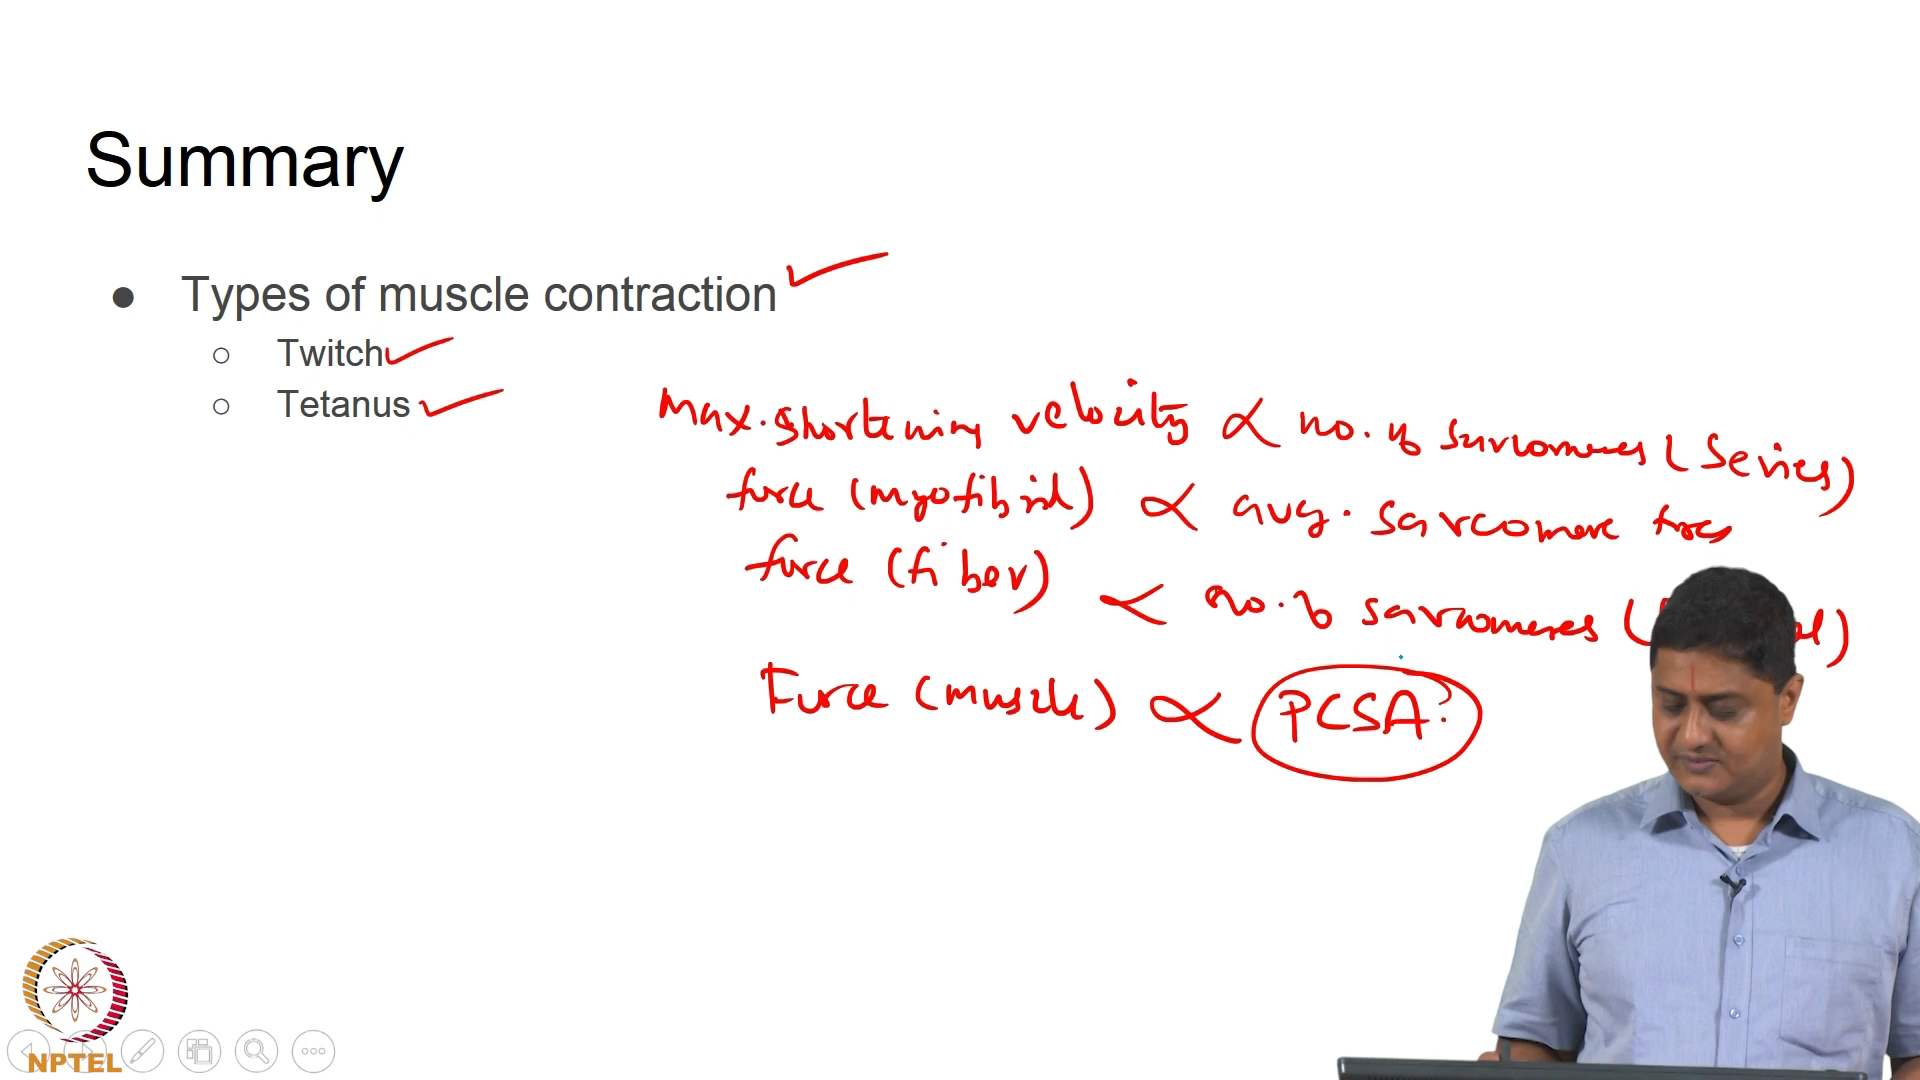 Summary
● Types of muscle contraction
○ Twitch
○ Tetanus
Max. shortening velocity ∝ no. of sarcomeres (Series)
force (myofibril) ∝ avg. sarcomere force
force (fiber) ∝ no. of sarcomeres (
Force (muscle) ∝ PCSA?
NPTEL